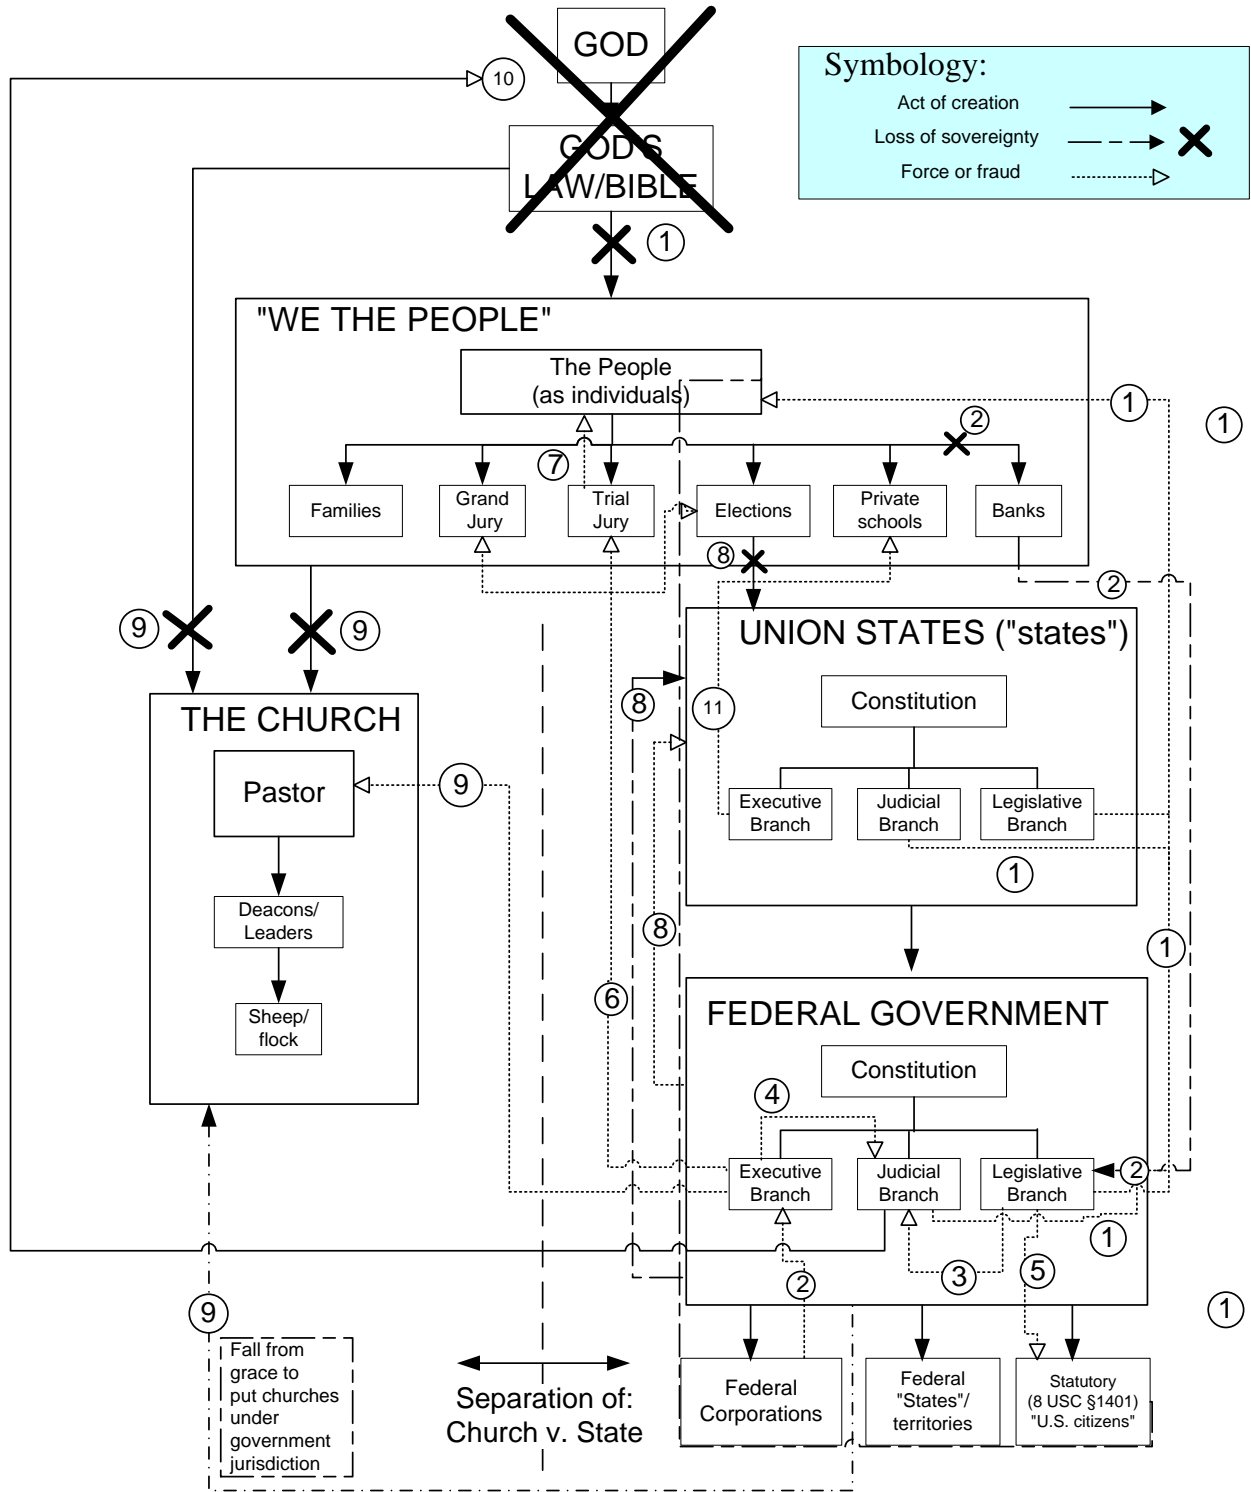 GOD
10
Symbology:
Act of creation
Loss of sovereignty
Force or fraud
GOD'S
LAW/BIBLE
1
"WE THE PEOPLE"
The People
(as individuals)
1
1
2
7
Families
Grand
Jury
Trial
Jury
Elections
Private
schools
Banks
8
2
9
9
UNION STATES ("states")
8
11
Constitution
THE CHURCH
Pastor
9
Executive
Branch
Judicial
Branch
Legislative
Branch
1
Deacons/
Leaders
8
1
6
Sheep/
flock
FEDERAL GOVERNMENT
Constitution
4
Executive
Branch
Judicial
Branch
Legislative
Branch
2
1
2
3
5
9
1
Fall from
grace to
put churches
under
government
jurisdiction
Separation of:
Church v. State
Federal
Corporations
Federal
"States"/
territories
Statutory
(8 USC §1401)
"U.S. citizens"